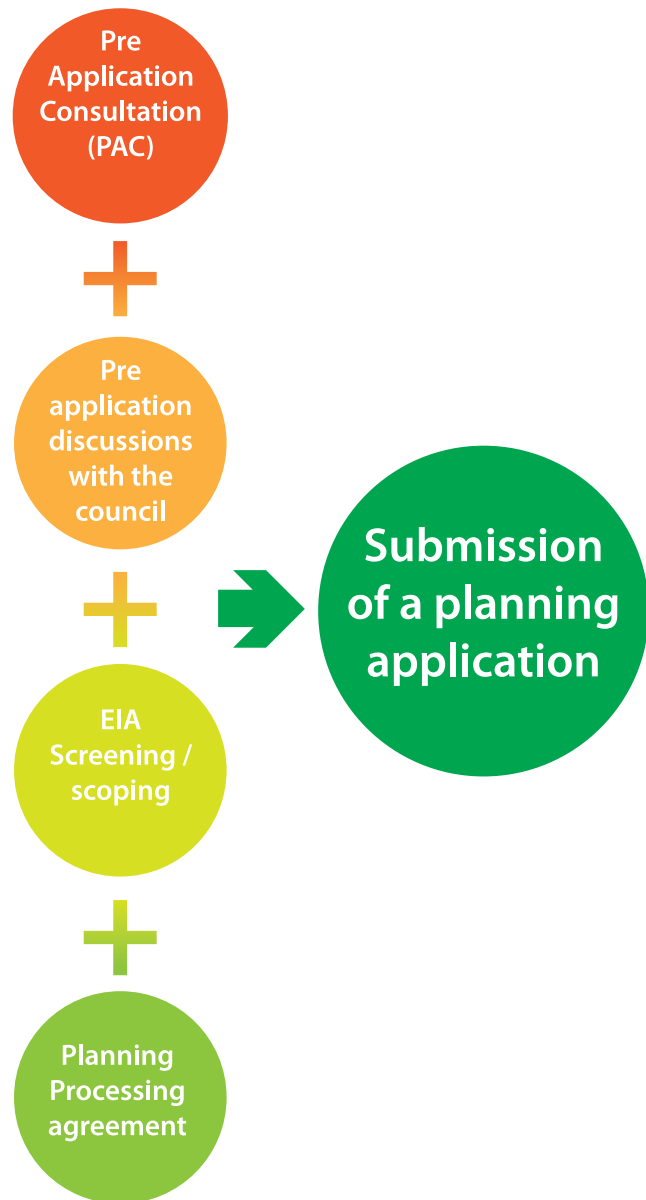 Pre
Application
Consultation
(PAC)
Pre
application
discussions
with the
council
EIA
Screening /
scoping
Planning
Processing
agreement
Submission
of a planning
application